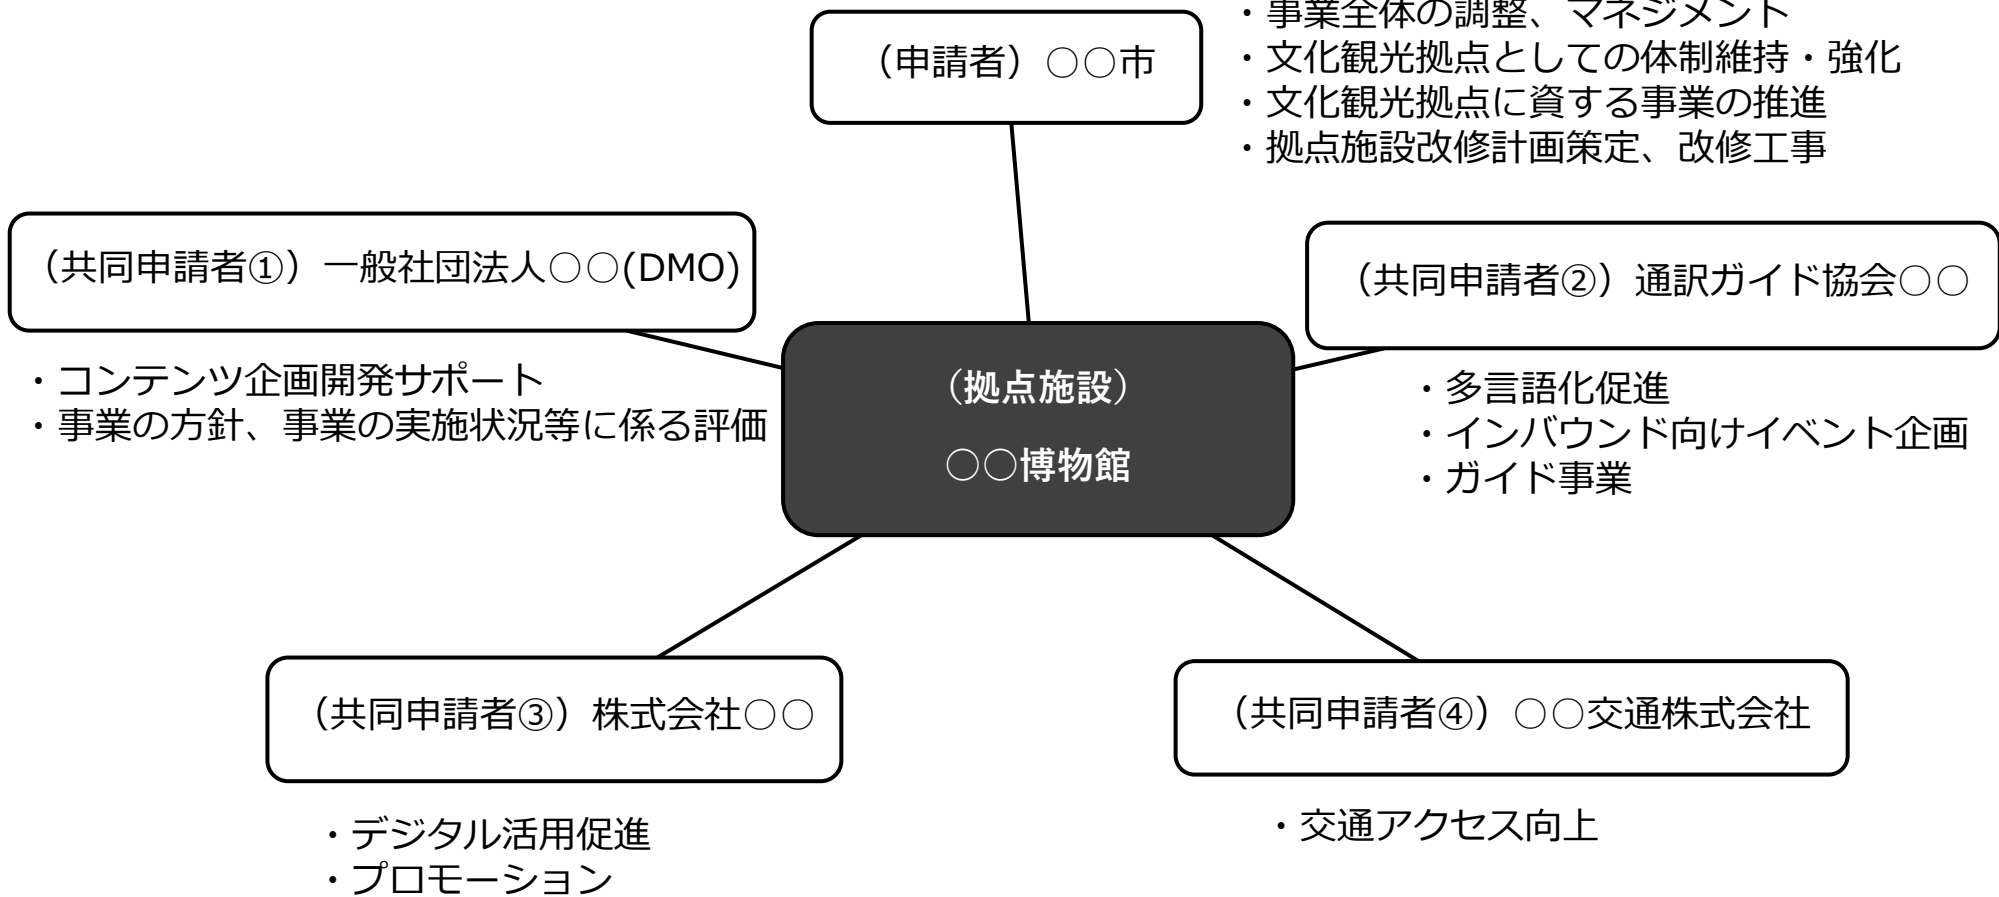 ・事業全体の調整、マネジメント
（申請者）○○市
・文化観光拠点としての体制維持・強化
・文化観光拠点に資する事業の推進
・拠点施設改修計画策定、改修工事
（共同申請者①）一般社団法人○○(DMO)
・コンテンツ企画開発サポート
・事業の方針、事業の実施状況等に係る評価
（共同申請者②）通訳ガイド協会○○
・多言語化促進
・インバウンド向けイベント企画
・ガイド事業
（拠点施設）
○○博物館
（共同申請者③）株式会社○○
・デジタル活用促進
・プロモーション
（共同申請者④）○○交通株式会社
・交通アクセス向上